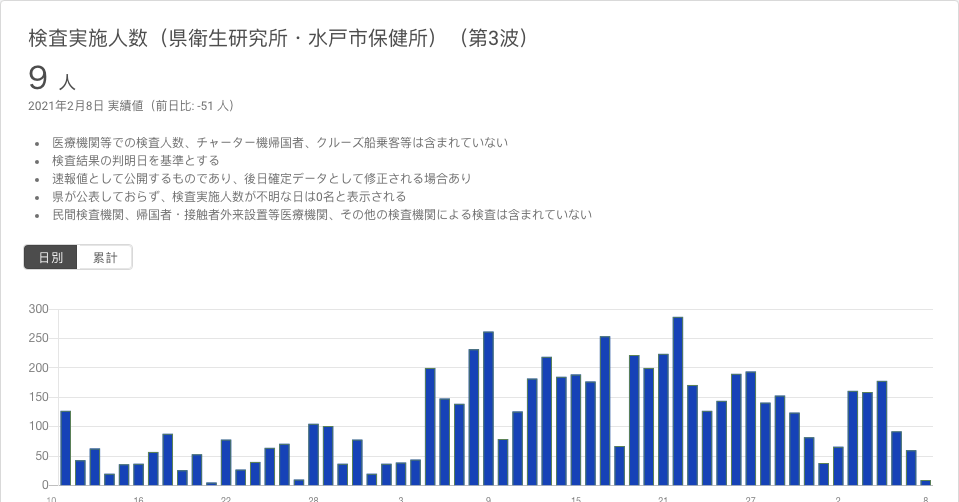 検査実施人数（県衛生研究所・水戸市保健所）（第3波）
9 人
2021年2月8日 実績値（前日比: -51 人）
医療機関等での検査人数、チャーター機帰国者、クルーズ船乗客等は含まれていない
検査結果の判明日を基準とする
速報値として公開するものであり、後日確定データとして修正される場合あり
県が公表しておらず、検査実施人数が不明な日は0名と表示される
民間検査機関、帰国者・接触者外来設置等医療機関、その他の検査機関による検査は含まれていない
日別 累計
300
250
200
150
100
50
0
10 16 22 28 3 9 15 21 27 2 8